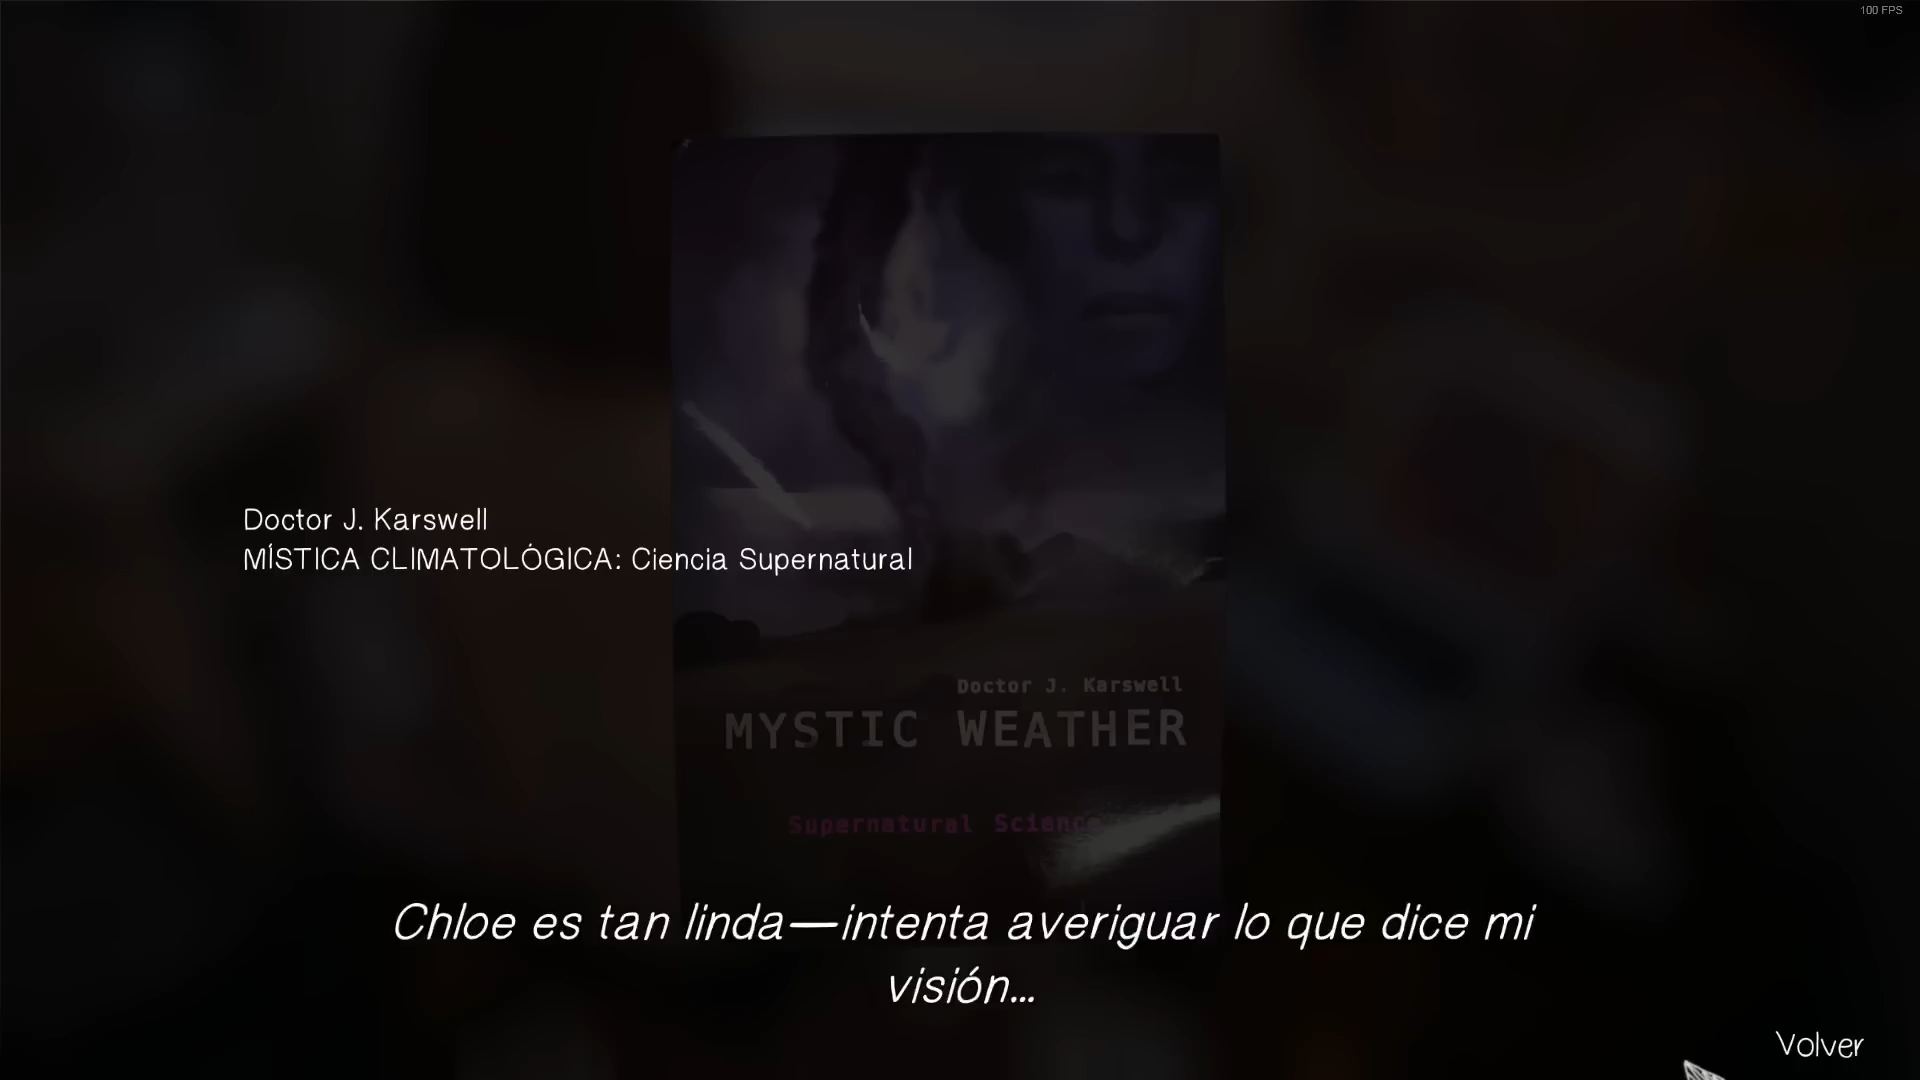 100 FPS
Doctor J. Karswell
MÍSTICA CLIMATOLÓGICA: Ciencia Supernatural
Doctor J. Karswell
MYSTIC WEATHER
Supernatural Science
Chloe es tan linda—intenta averiguar lo que dice mi
visión...
Volver